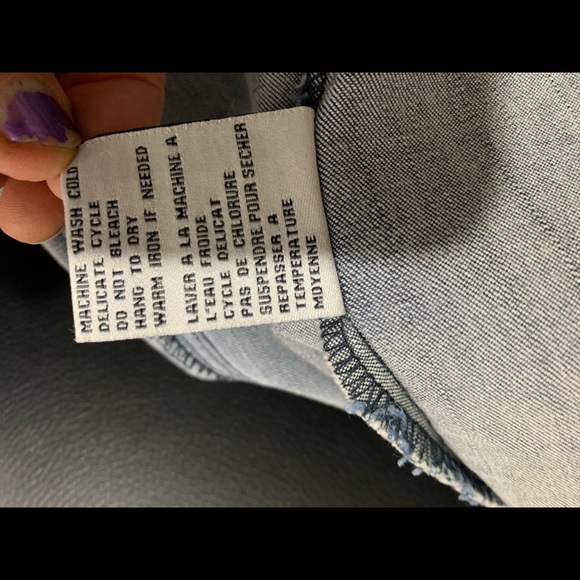 MACHINE WASH COLD
DELICATE CYCLE
DO NOT BLEACH
HANG TO DRY
WARM IRON IF NEEDED
LAVER A LA MACHINE A
L'EAU FROIDE
CYCLE DELICAT
PAS DE CHLORURE
SUSPENDRE POUR SECHER
REPASSER A
TEMPERATURE
MOYENNE